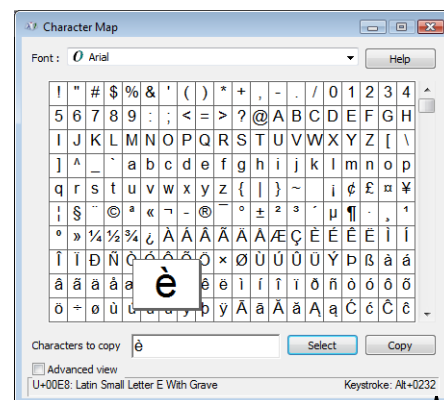 Character Map
Font : O Arial Help
! " # $ % & ' ( ) * + , - . / 0 1 2 3 4
5 6 7 8 9 : ; < = > ? @ A B C D E F G H
I J K L M N O P Q R S T U V W X Y Z [ \
] ^ _ ` a b c d e f g h i j k l m n o p
q r s t u v w x y z { | } ~ ¡ ¢ £ ¤ ¥
¦ § ¨ © ª « ¬ - ® ¯ ° ± ² ³ ´ µ ¶ · ¸ ¹
º » ¼ ½ ¾ ¿ À Á Â Ã Ä Å Æ Ç È É Ê Ë Ì Í
Î Ï Ð Ñ Ò Ó Ô Õ Ö × Ø Ù Ú Û Ü Ý Þ ß à á
â ã ä å è ê ë ì í î ï ð ñ ò ó ô õ
ö ÷ ø ù ú þ ÿ Ā ā Ă ă Ą ą Ć ć Ĉ ĉ
Characters to copy è Select Copy
Advanced view
U+00E8: Latin Small Letter E With Grave Keystroke: Alt+0232